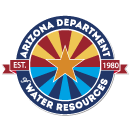 ARIZONA DEPARTMENT
EST. 1980
of WATER RESOURCES